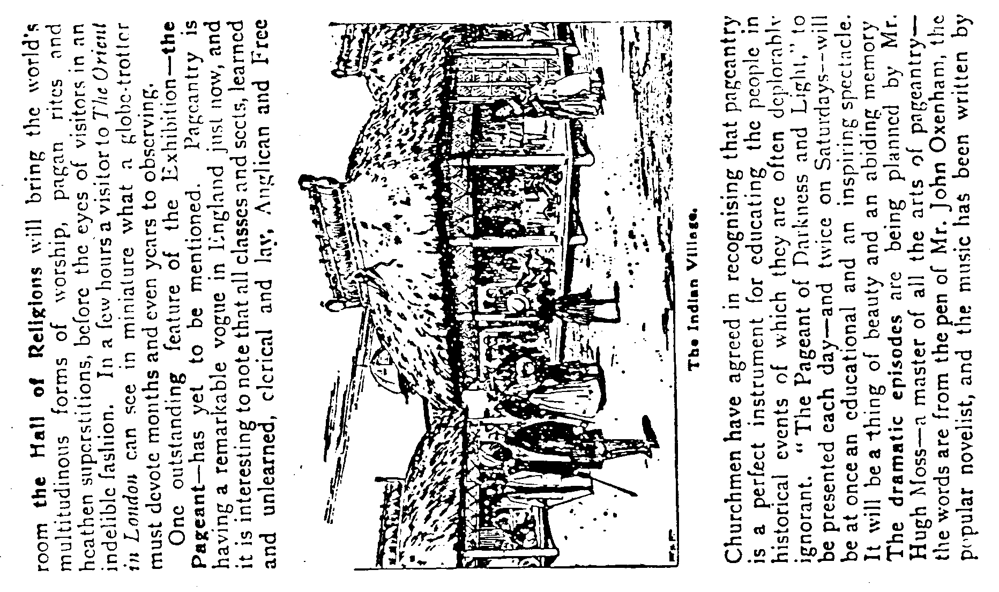 room the Hall of Religions will bring the world's
multitudinous forms of worship, pagan rites and
heathen superstitions, before the eyes of visitors in an
indelible fashion. In a few hours a visitor to The Orient
in London can see in miniature what a globe-trotter
must devote months and even years to observing.
One outstanding feature of the Exhibition—the
Pageant—has yet to be mentioned. Pageantry is
having a remarkable vogue in England just now, and
it is interesting to note that all classes and sects, learned
and unlearned, clerical and lay, Anglican and Free
The Indian Village.
Churchmen have agreed in recognising that pageantry
is a perfect instrument for educating the people in
historical events of which they are often deplorably
ignorant. "The Pageant of Darkness and Light," to
be presented each day—and twice on Saturdays—will
be at once an educational and an inspiring spectacle.
It will be a thing of beauty and an abiding memory
The dramatic episodes are being planned by Mr.
Hugh Moss—a master of all the arts of pageantry—
the words are from the pen of Mr. John Oxenham, the
popular novelist, and the music has been written by